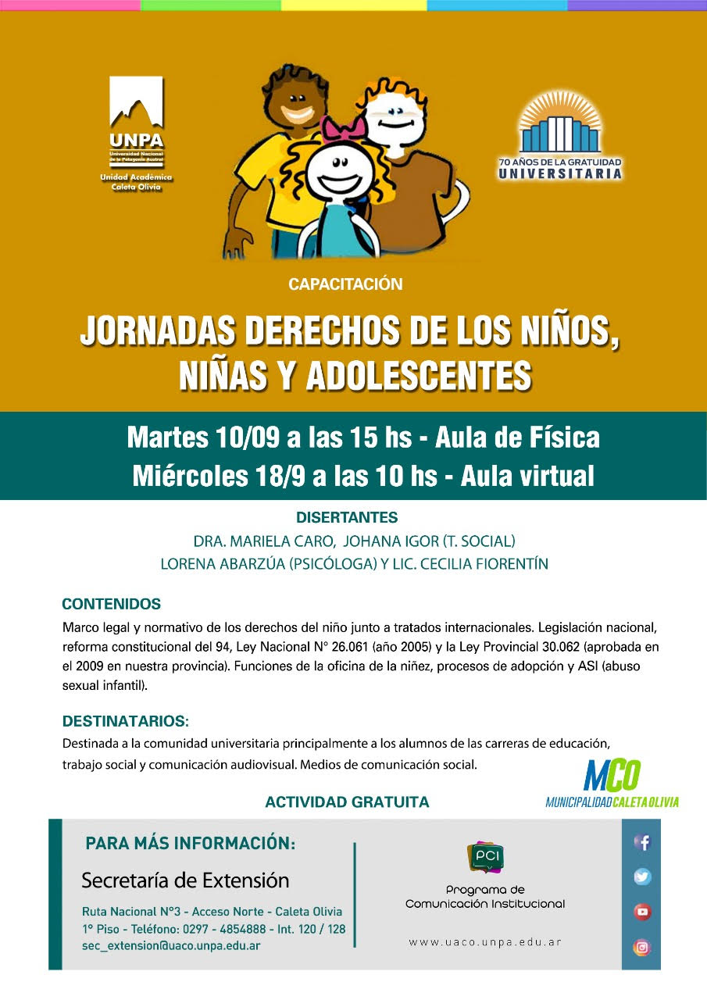 UNPA
Universidad Nacional
de la Patagonia Austral
Unidad Académica
Caleta Olivia
70 AÑOS DE LA GRATUIDAD
UNIVERSITARIA
CAPACITACIÓN
JORNADAS DERECHOS DE LOS NIÑOS,
NIÑAS Y ADOLESCENTES
Martes 10/09 a las 15 hs - Aula de Física
Miércoles 18/9 a las 10 hs - Aula virtual
DISERTANTES
DRA. MARIELA CARO, JOHANA IGOR (T. SOCIAL)
LORENA ABARZÚA (PSICÓLOGA) Y LIC. CECILIA FIORENTÍN
CONTENIDOS
Marco legal y normativo de los derechos del niño junto a tratados internacionales. Legislación nacional,
reforma constitucional del 94, Ley Nacional N° 26.061 (año 2005) y la Ley Provincial 30.062 (aprobada en
el 2009 en nuestra provincia). Funciones de la oficina de la niñez, procesos de adopción y ASI (abuso
sexual infantil).
DESTINATARIOS:
Destinada a la comunidad universitaria principalmente a los alumnos de las carreras de educación,
trabajo social y comunicación audiovisual. Medios de comunicación social.
MCO
MUNICIPALIDAD CALETA OLIVIA
ACTIVIDAD GRATUITA
PARA MÁS INFORMACIÓN:
Secretaría de Extensión
Ruta Nacional N°3 - Acceso Norte - Caleta Olivia
1° Piso - Teléfono: 0297 - 4854888 - Int. 120 / 128
sec_extension@uaco.unpa.edu.ar
PCI
Programa de
Comunicación Institucional
www.uaco.unpa.edu.ar